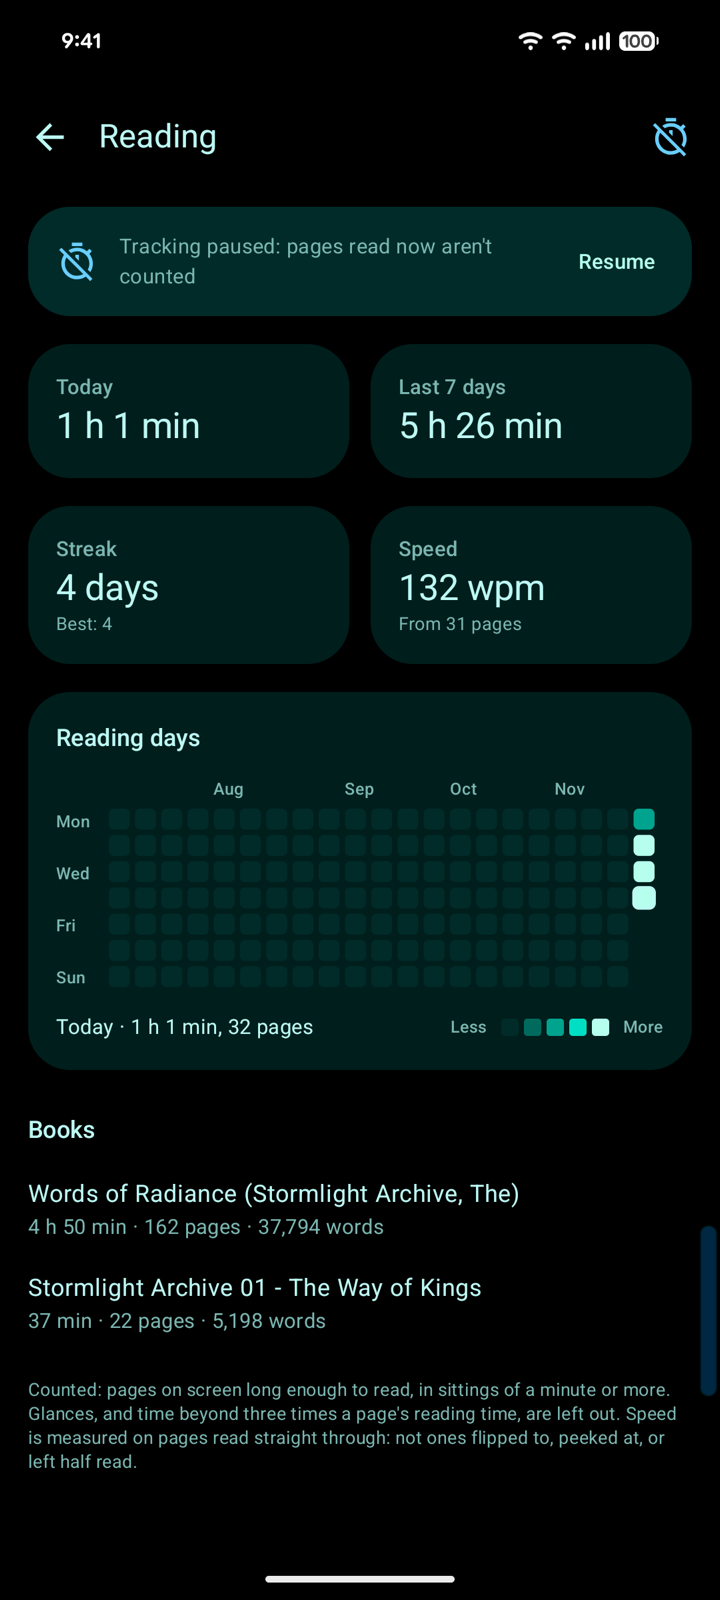 9:41
100
Reading
Tracking paused: pages read now aren't
counted
Resume
Today
1 h 1 min
Last 7 days
5 h 26 min
Streak
4 days
Best: 4
Speed
132 wpm
From 31 pages
Reading days
Aug Sep Oct Nov
Mon
Wed
Fri
Sun
Today · 1 h 1 min, 32 pages
Less More
Books
Words of Radiance (Stormlight Archive, The)
4 h 50 min · 162 pages · 37,794 words
Stormlight Archive 01 - The Way of Kings
37 min · 22 pages · 5,198 words
Counted: pages on screen long enough to read, in sittings of a minute or more.
Glances, and time beyond three times a page's reading time, are left out. Speed
is measured on pages read straight through: not ones flipped to, peeked at, or
left half read.